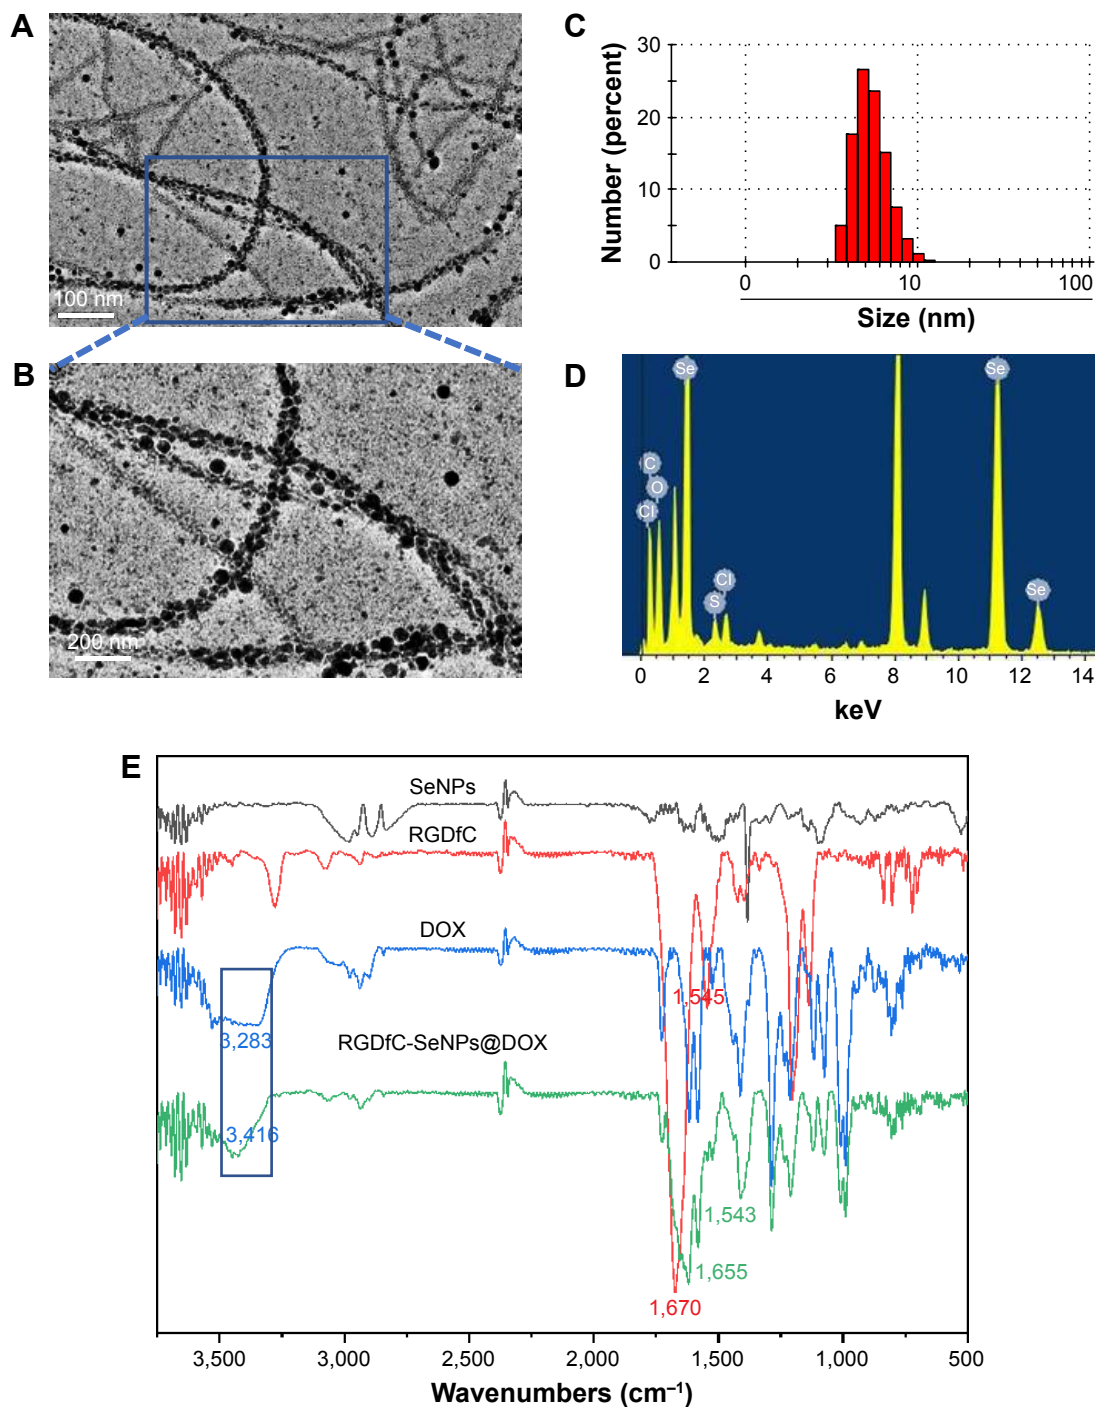 A
100 nm
B
200 nm
C
Number (percent)
30
20
10
0
0 10 100
Size (nm)
D
Se Se
C
O
Cl
Cl
S
Se
0 2 4 6 8 10 12 14
keV
E
SeNPs
RGDfC
DOX
1,545
3,283
RGDfC-SeNPs@DOX
3,416
1,543
1,655
1,670
3,500 3,000 2,500 2,000 1,500 1,000 500
Wavenumbers (cm⁻¹)